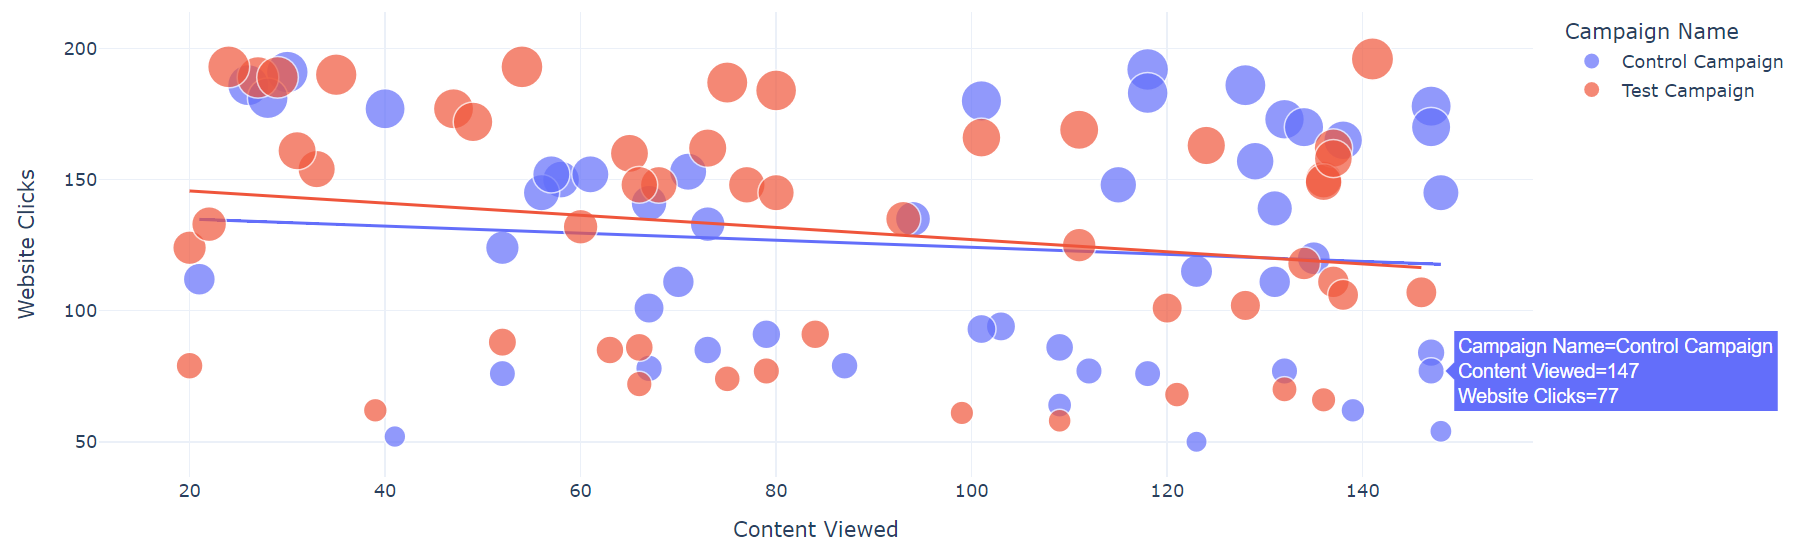 Campaign Name
Control Campaign
Test Campaign
Website Clicks
200
150
100
50
Campaign Name=Control Campaign
Content Viewed=147
Website Clicks=77
20
40
60
80
100
120
140
Content Viewed